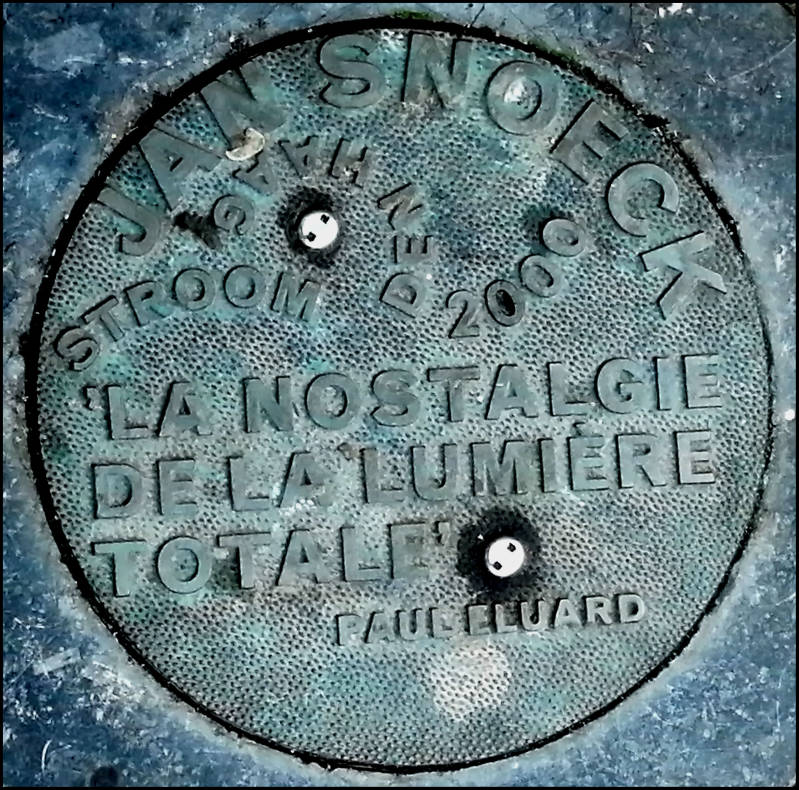 JAN SNOECK
DEN HAAG
STROOM
2000
'LA NOSTALGIE
DE LA LUMIÈRE
TOTALE'
PAUL ELUARD